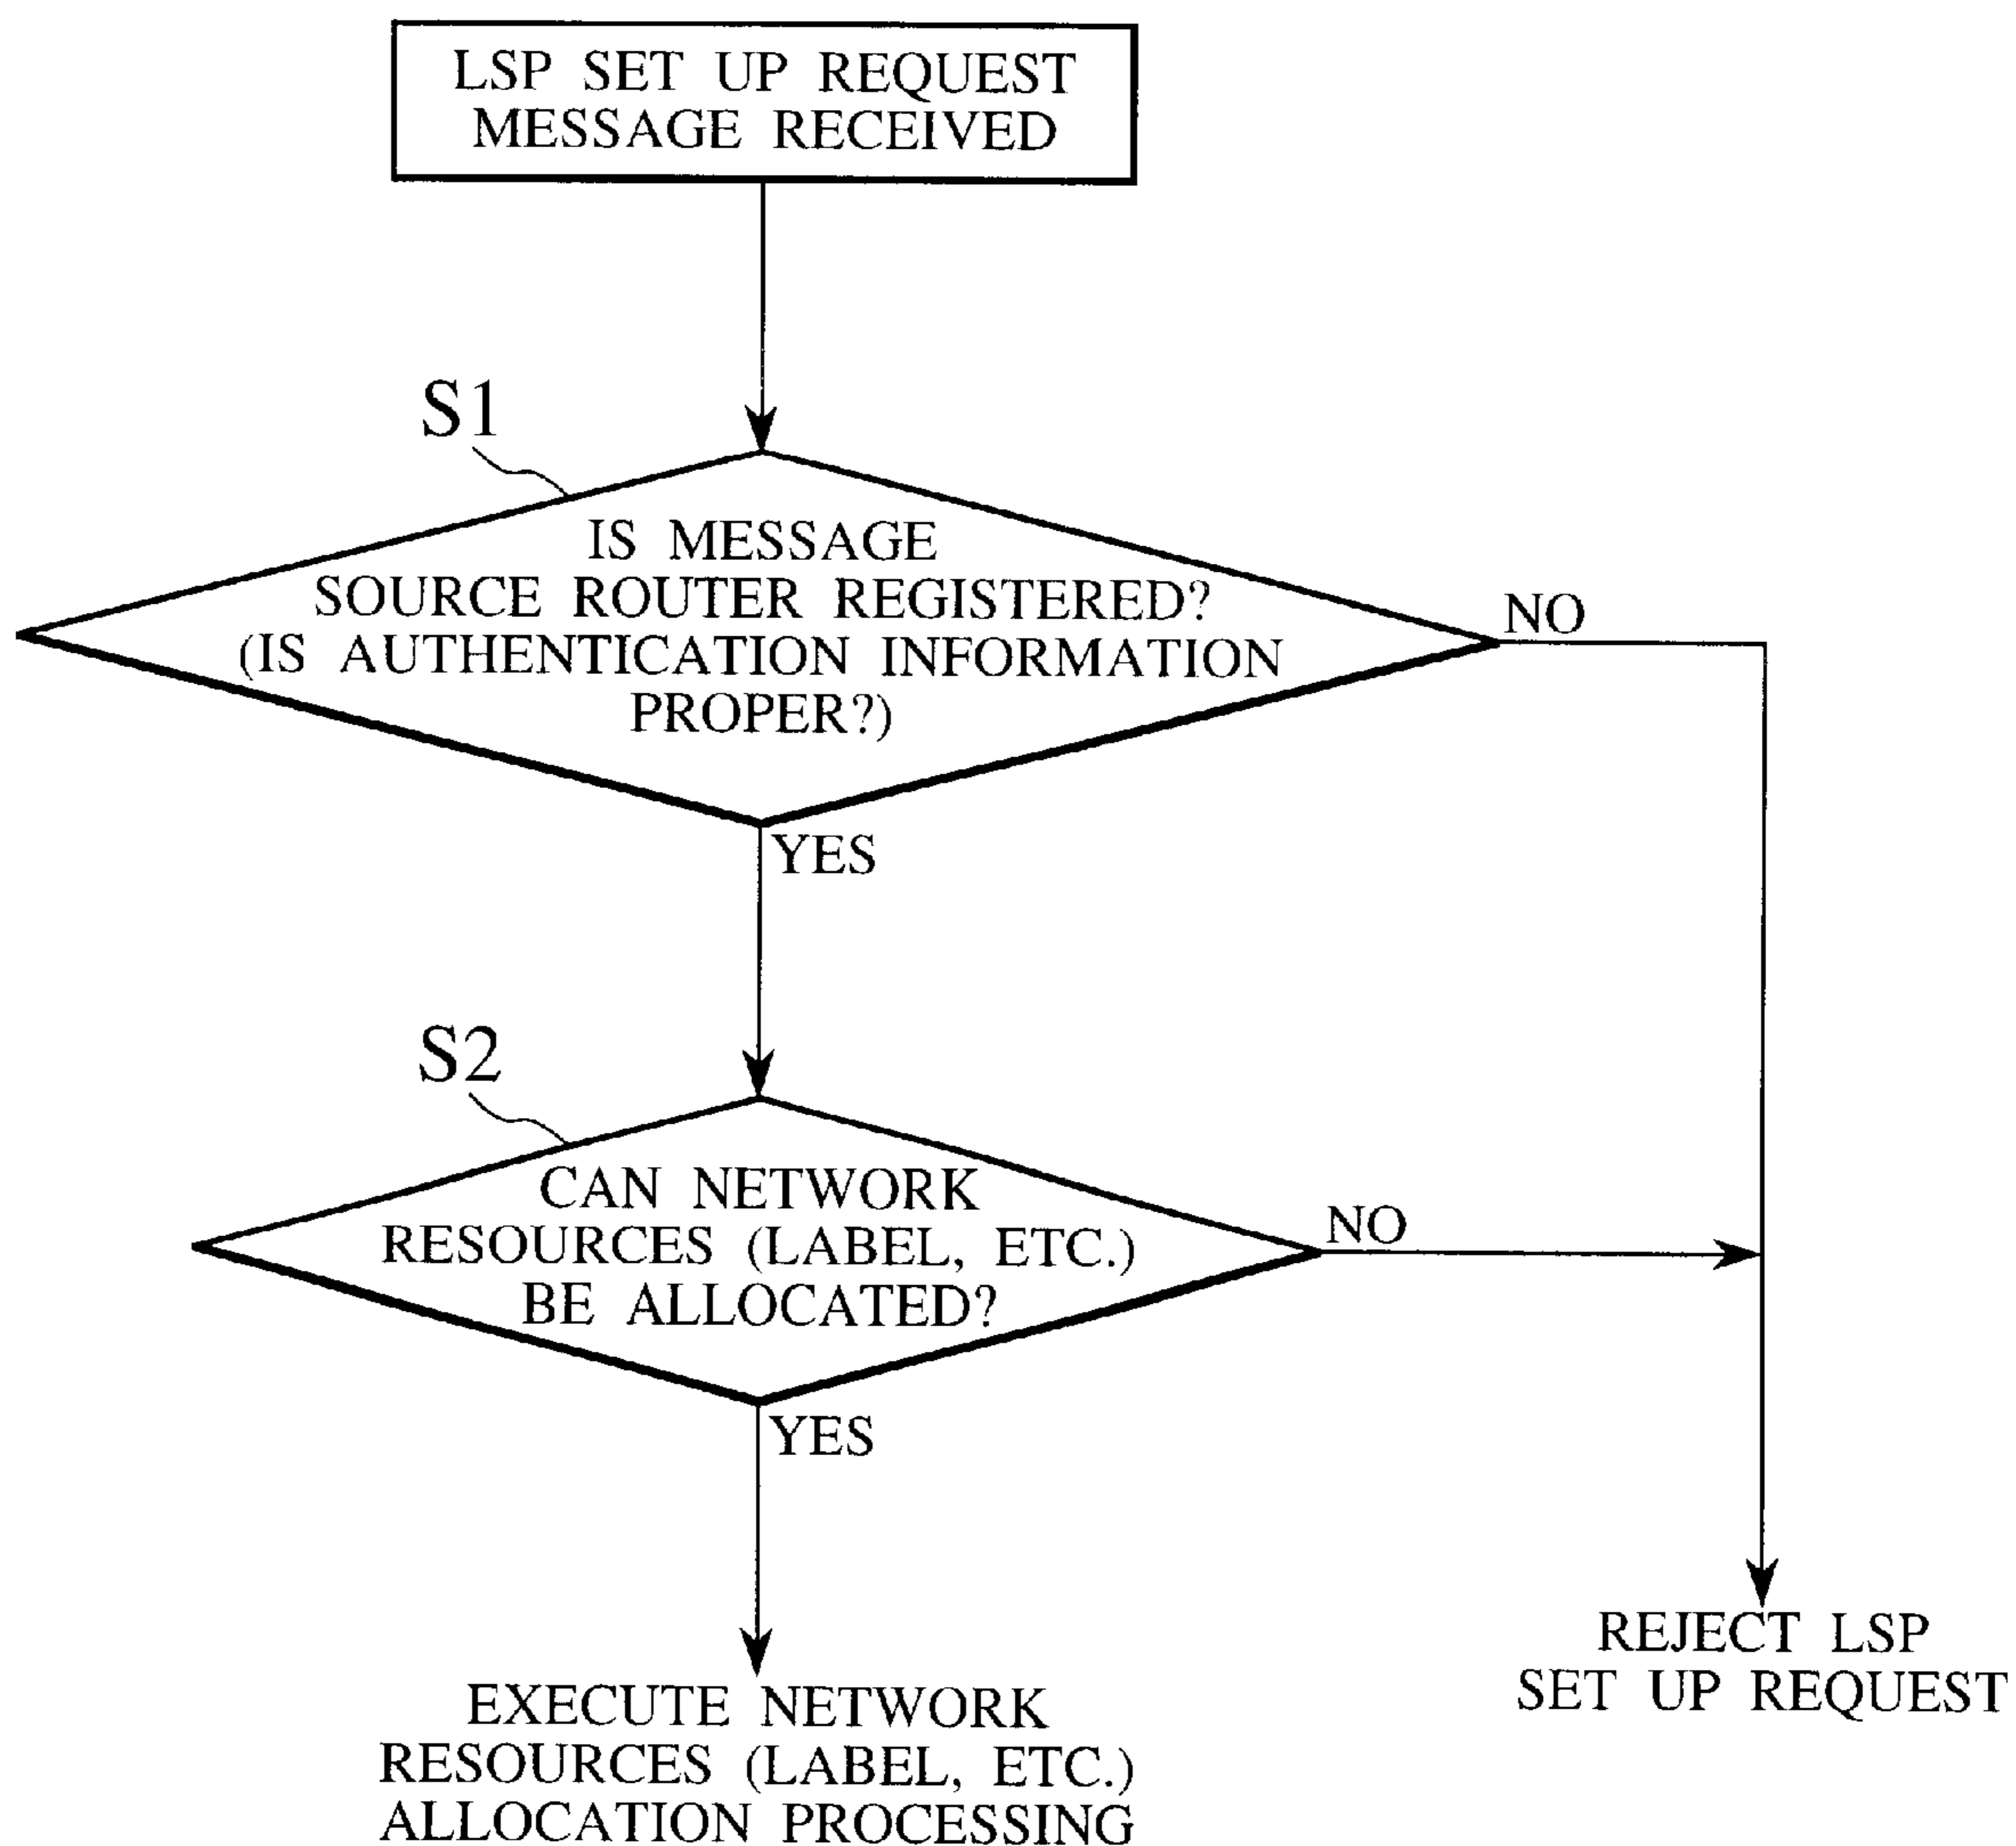 LSP SET UP REQUEST
MESSAGE RECEIVED
S1
IS MESSAGE
SOURCE ROUTER REGISTERED?
(IS AUTHENTICATION INFORMATION
PROPER?)
NO
YES
S2
CAN NETWORK
RESOURCES (LABEL, ETC.)
BE ALLOCATED?
NO
YES
REJECT LSP
SET UP REQUEST
EXECUTE NETWORK
RESOURCES (LABEL, ETC.)
ALLOCATION PROCESSING